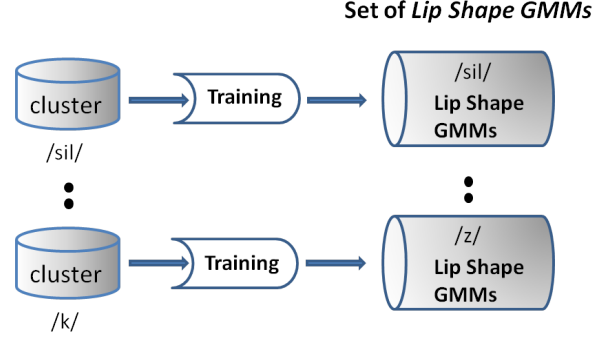 Set of Lip Shape GMMs
cluster
/sil/
Training
/sil/
Lip Shape
GMMs
cluster
/k/
Training
/z/
Lip Shape
GMMs